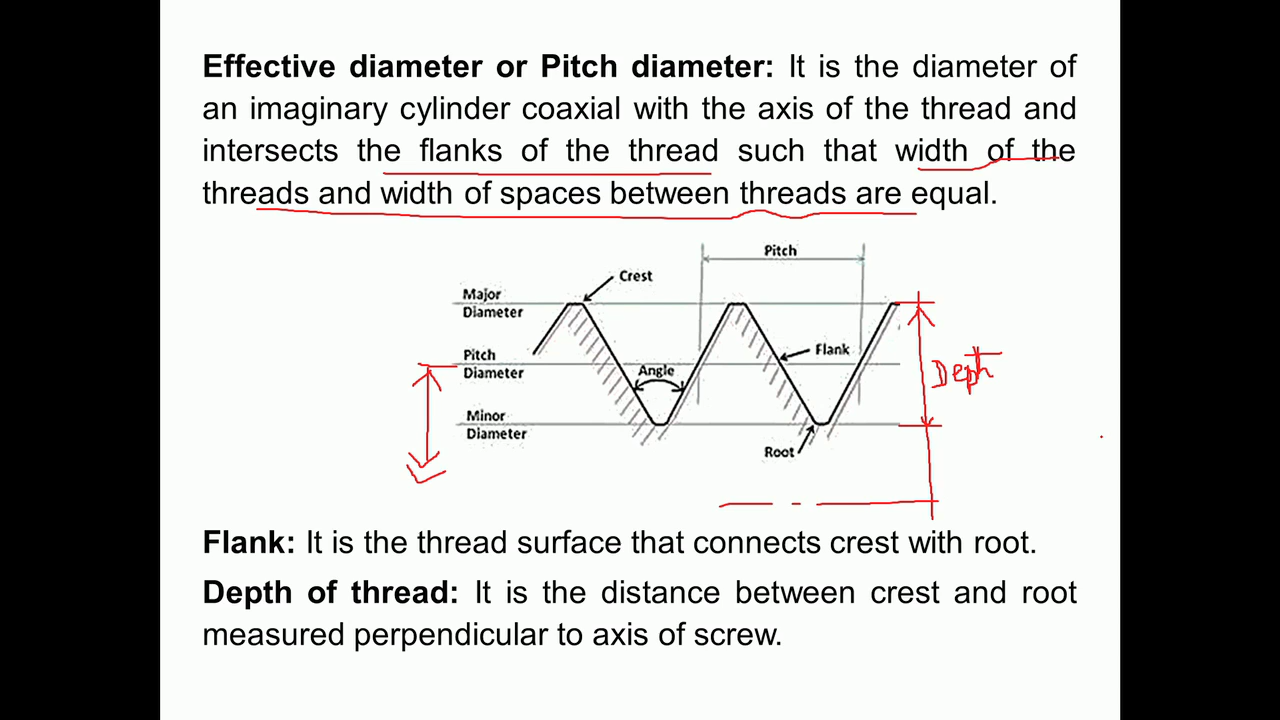 Effective diameter or Pitch diameter: It is the diameter of
an imaginary cylinder coaxial with the axis of the thread and
intersects the flanks of the thread such that width of the
threads and width of spaces between threads are equal.
Pitch
Crest
Major
Diameter
Pitch
Diameter
Angle
Flank
Depth
Minor
Diameter
Root
Flank: It is the thread surface that connects crest with root.
Depth of thread: It is the distance between crest and root
measured perpendicular to axis of screw.